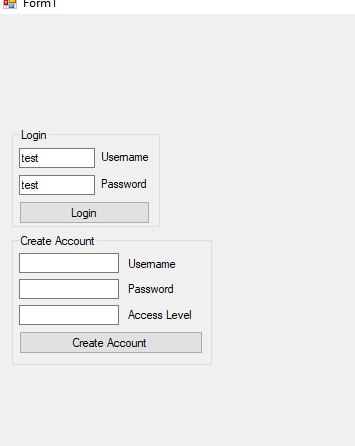 Form1
Login
test Username
test Password
Login
Create Account
Username
Password
Access Level
Create Account